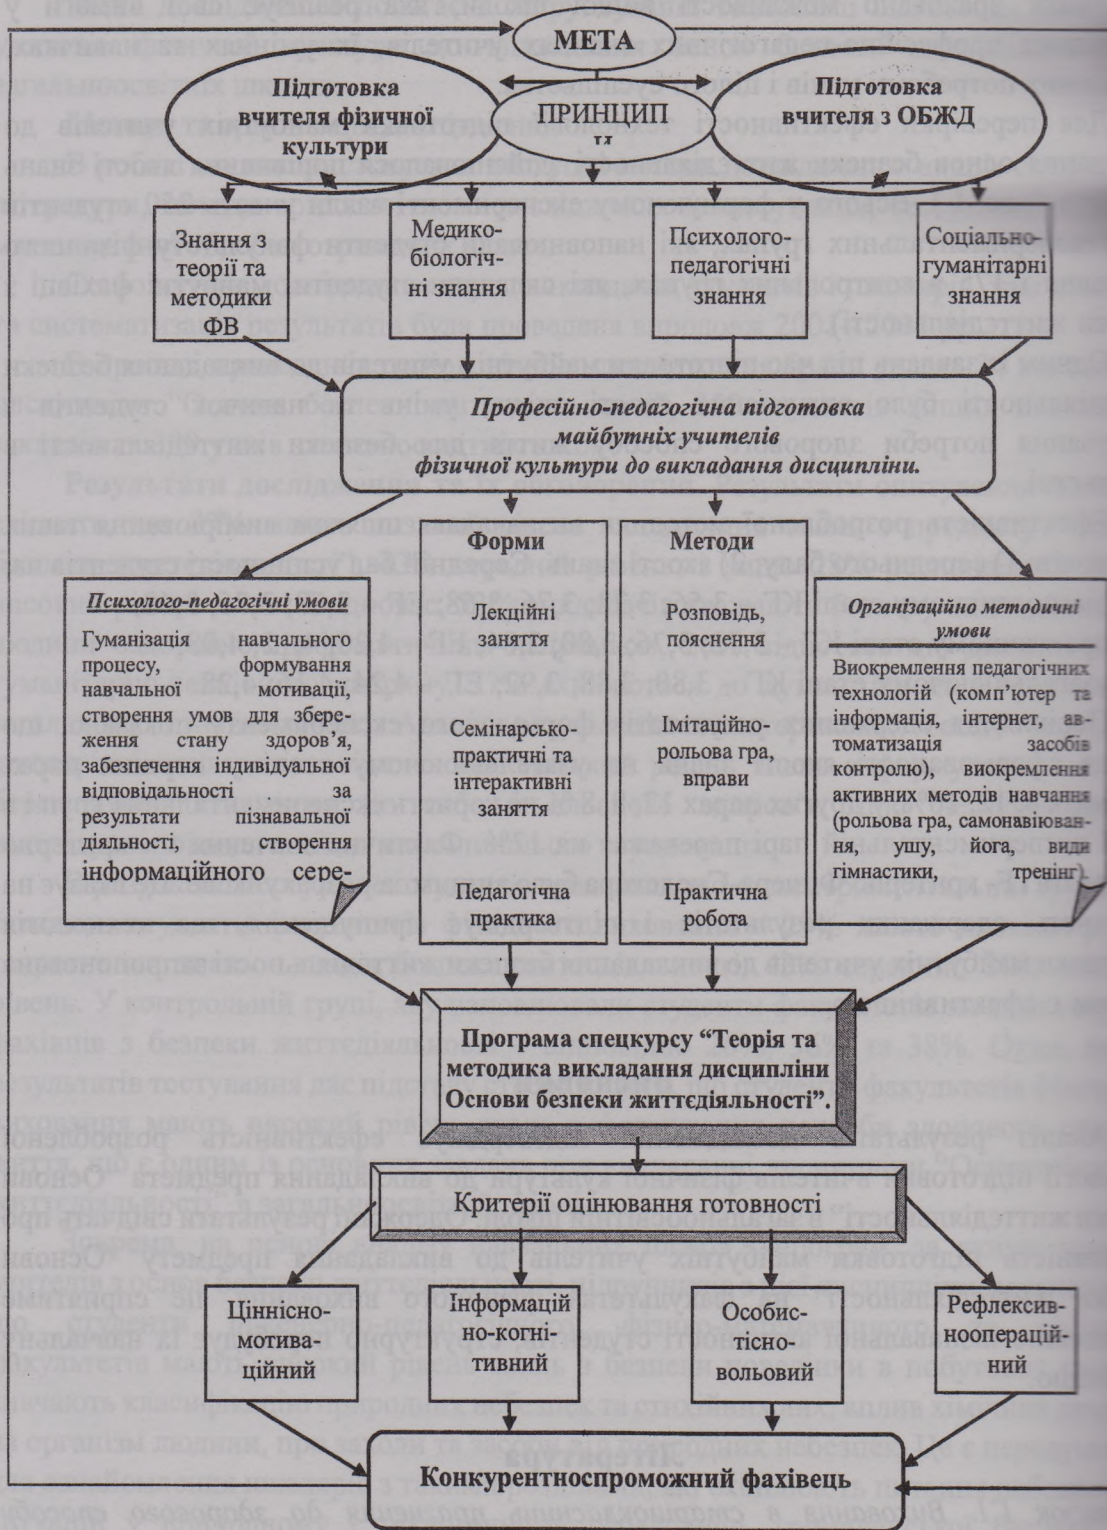 МЕТА
Підготовка
вчителя фізичної
культури
ПРИНЦИП
Підготовка
вчителя з ОБЖД
Знання з
теорії та
методики
ФВ
Медико-
біологіч-
ні знання
Психолого-
педагогічні
знання
Соціально-
гуманітарні
знання
Професійно-педагогічна підготовка
майбутніх учителів
фізичної культури до викладання дисципліни.
Психолого-педагогічні умови
Гуманізація навчального
процесу, формування
навчальної мотивації,
створення умов для збере-
ження стану здоров’я,
забезпечення індивідуальної
відповідальності за
результати пізнавальної
діяльності, створення
інформаційного сере-
Форми
Лекційні
заняття
Семінарсько-
практичні та
інтерактивні
заняття
Педагогічна
практика
Методи
Розповідь,
пояснення
Імітаційно-
рольова гра,
вправи
Практична
робота
Організаційно методичні
умови
Виокремлення педагогічних
технологій (комп’ютер та
інформація, інтернет, ав-
томатизація засобів
контролю), виокремлення
активних методів навчання
(рольова гра, самонавіюван-
ня, ушу, йога, види
гімнастики, тренінг)
Програма спецкурсу “Теорія та
методика викладання дисципліни
Основи безпеки життєдіяльності”.
Критерії оцінювання готовності
Ціннісно-
мотива-
ційний
Інформацій
но-когні-
тивний
Особис-
тісно-
вольовий
Рефлексив-
нооперацій-
ний
Конкурентноспроможний фахівець